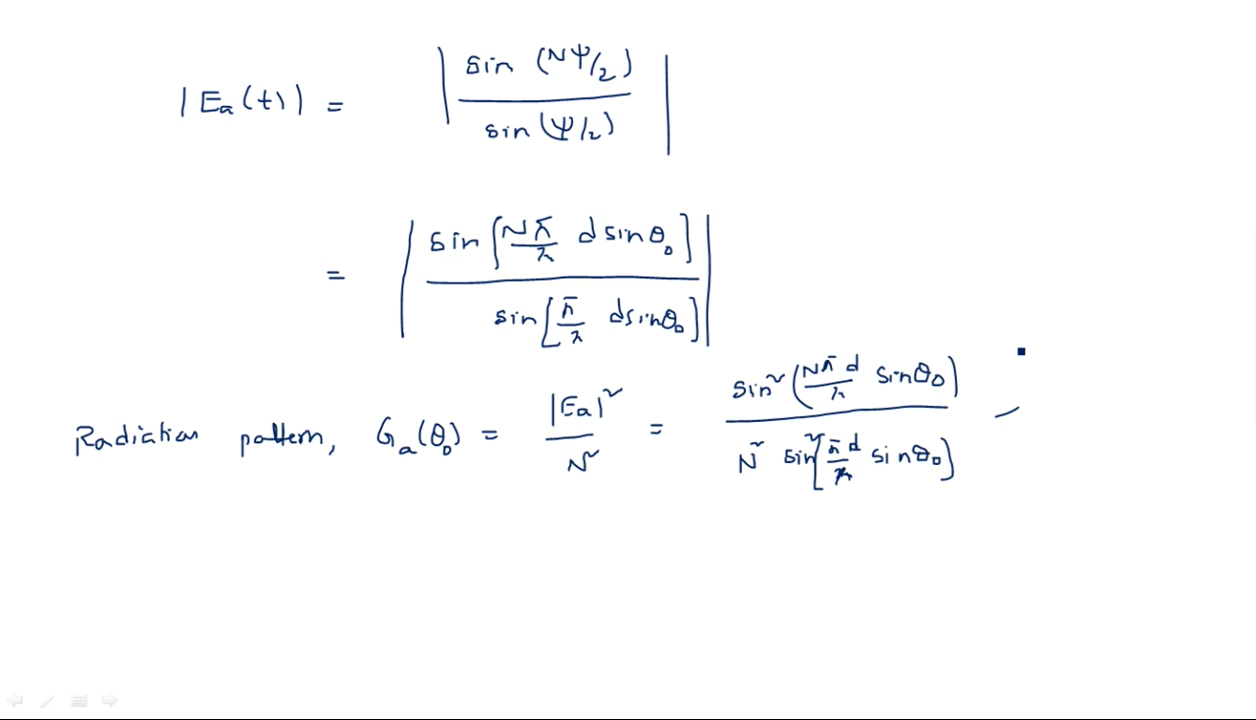 |Ea(t)| = | sin (Nψ/2) / sin(ψ/2) |
= | sin[Nπ/λ d sinθ₀] / sin[π/λ d sinθ₀] |
Radiation pattern, Gₐ(θ₀) = |Ea|² / N² = sin²(Nπd/λ sinθ₀) / N² sin²[πd/λ sinθ₀] —